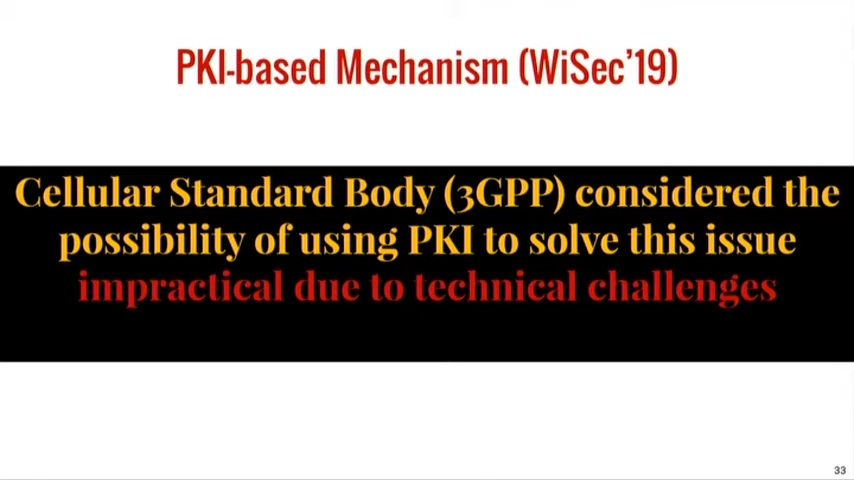 PKI-based Mechanism (WiSec'19)
Cellular Standard Body (3GPP) considered the
possibility of using PKI to solve this issue
impractical due to technical challenges
33